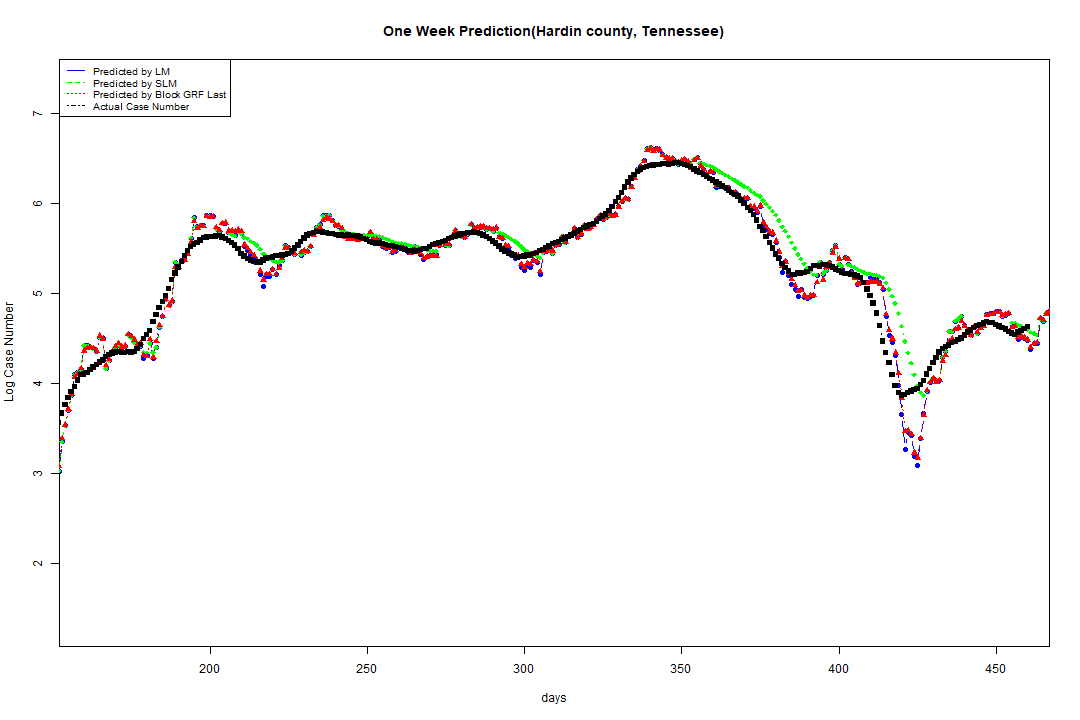 One Week Prediction(Hardin county, Tennessee)
Predicted by LM
Predicted by SLM
Predicted by Block GRF Last
Actual Case Number
7
6
5
4
3
2
Log Case Number
200 250 300 350 400 450
days